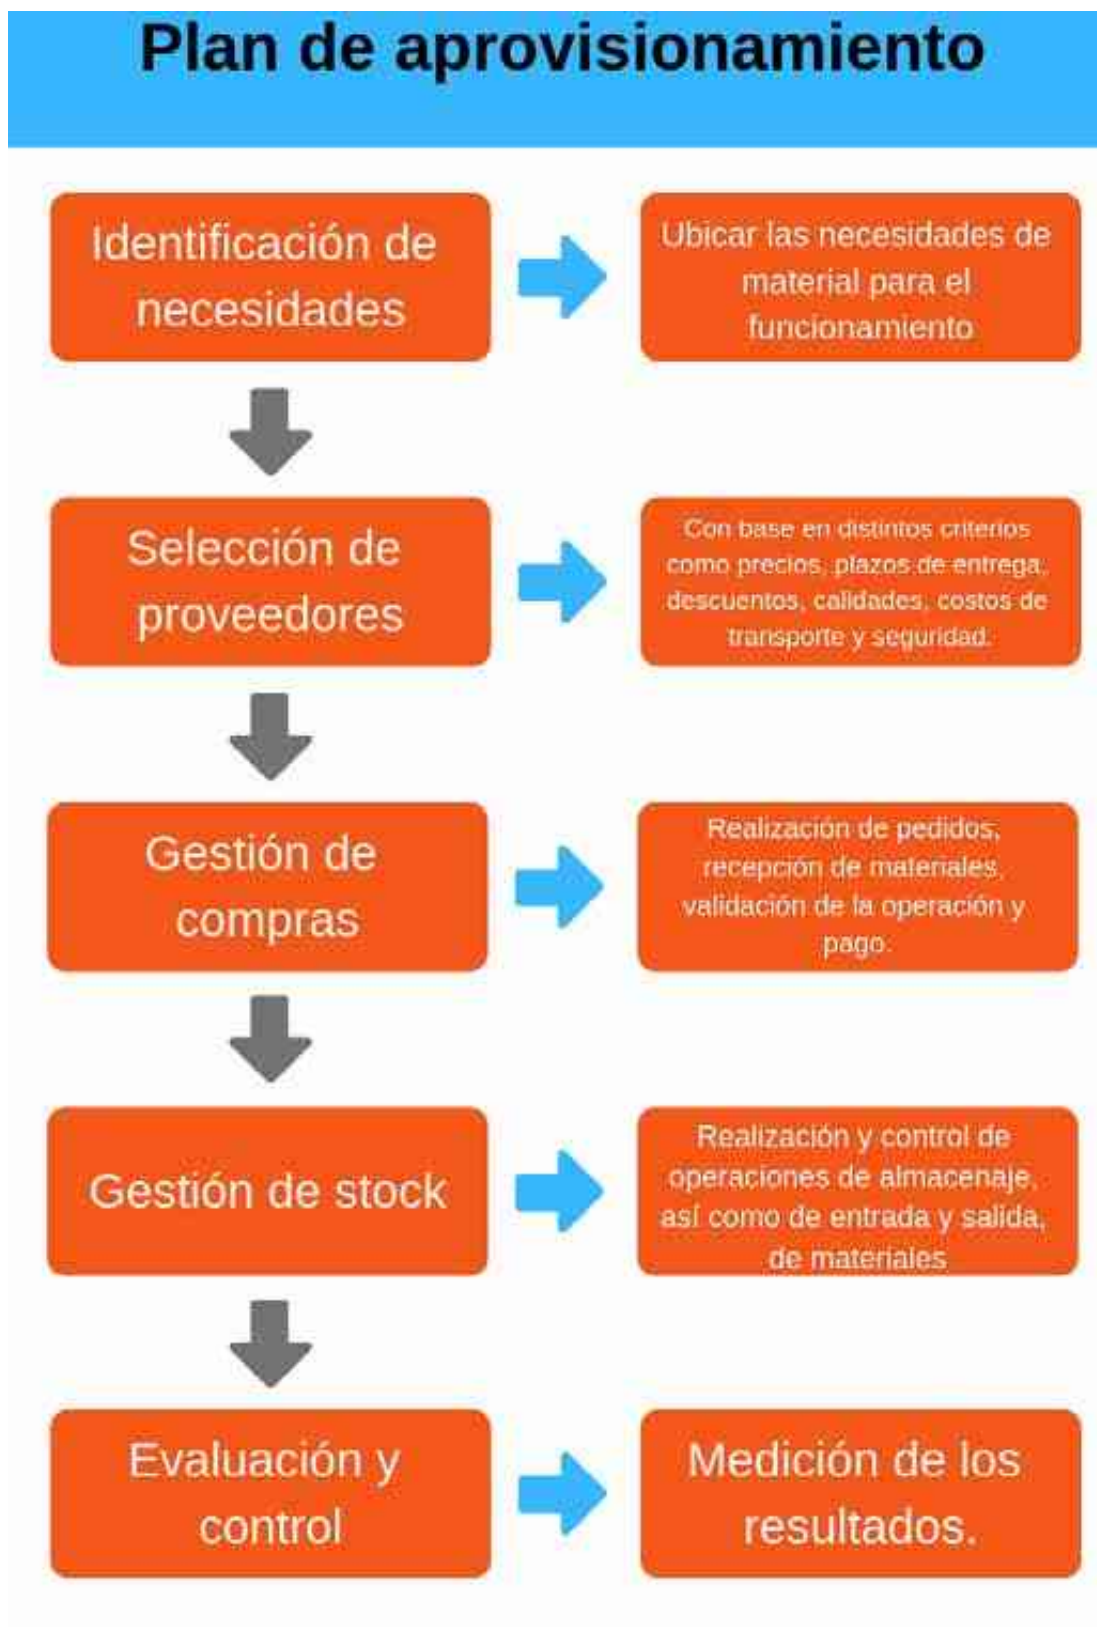 Plan de aprovisionamiento
Identificación de
necesidades
Ubicar las necesidades de
material para el
funcionamiento
Selección de
proveedores
Con base en distintos criterios
como precios, plazos de entrega,
descuentos, calidades, costos de
transporte y seguridad.
Gestión de
compras
Realización de pedidos,
recepción de materiales,
validación de la operación y
pago.
Gestión de stock
Realización y control de
operaciones de almacenaje,
así como de entrada y salida,
de materiales
Evaluación y
control
Medición de los
resultados.